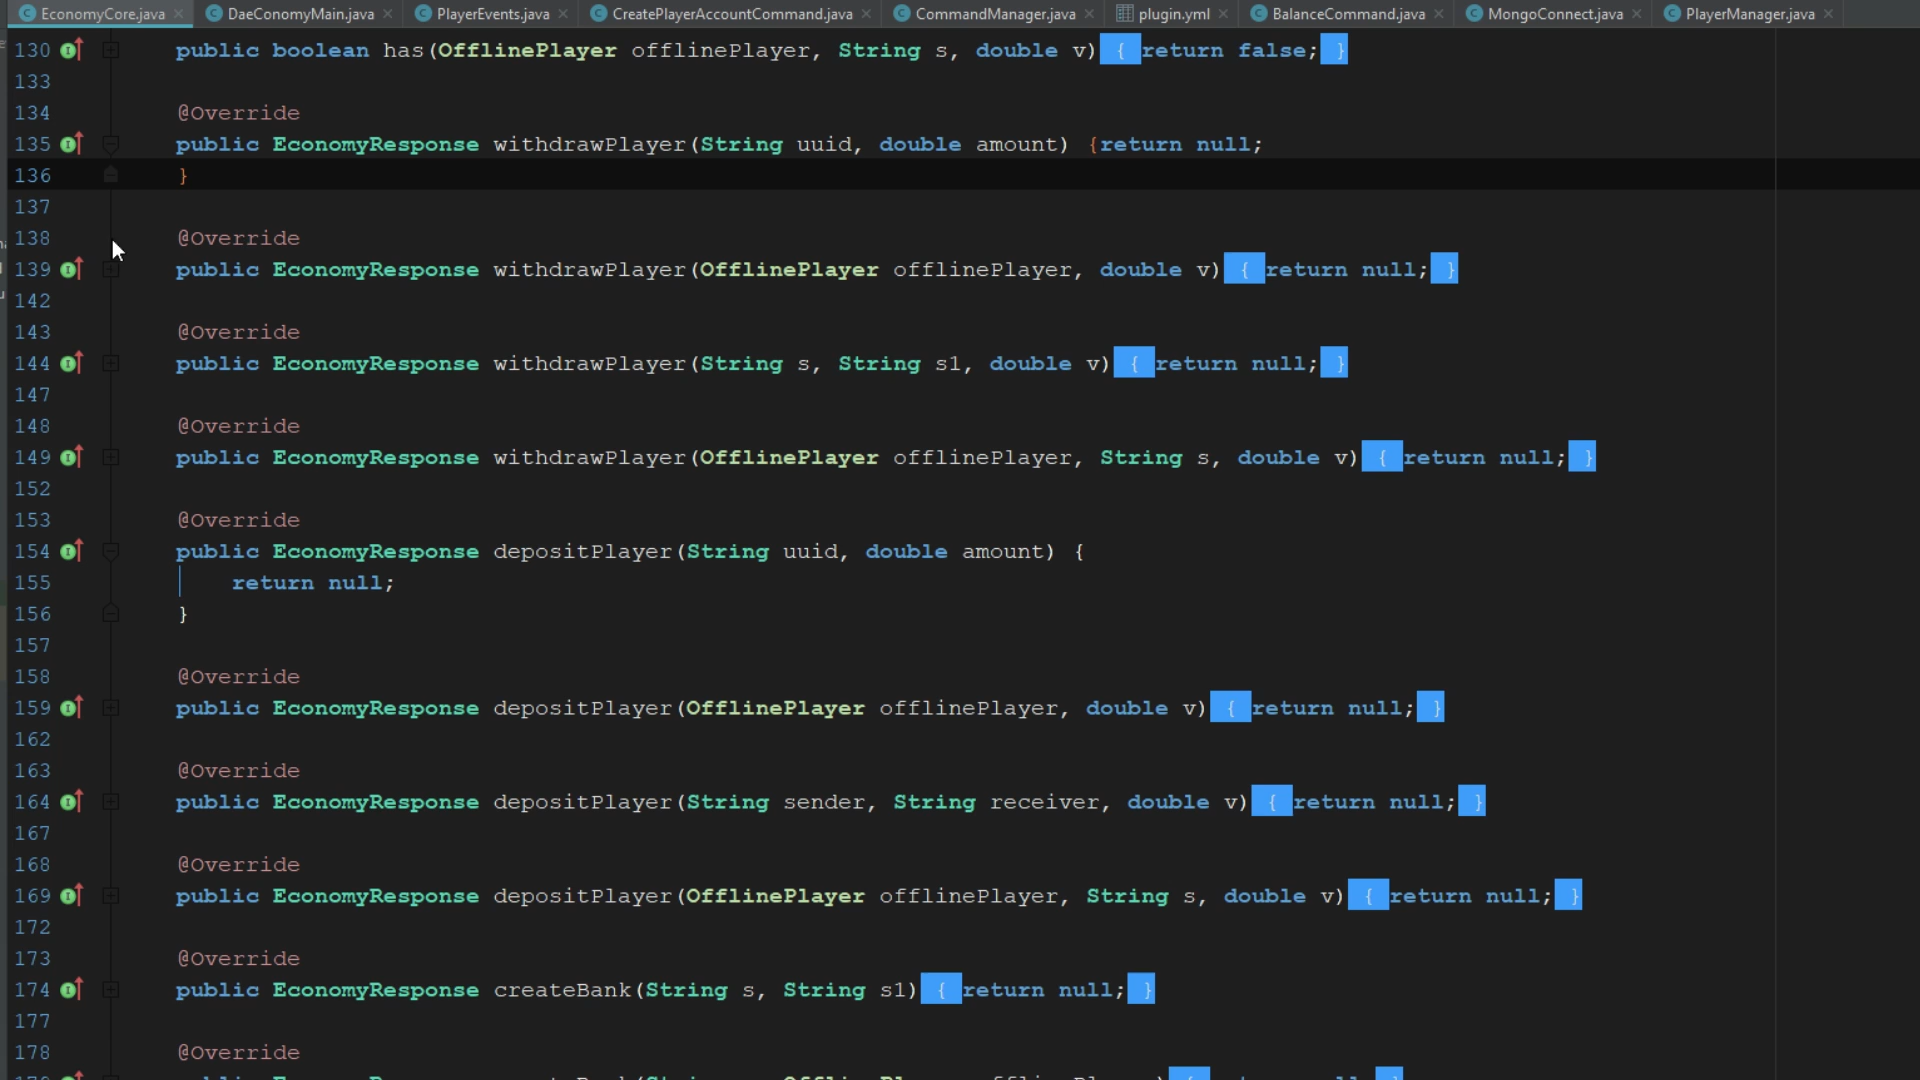 EconomyCore.java DaeConomyMain.java PlayerEvents.java CreatePlayerAccountCommand.java CommandManager.java plugin.yml BalanceCommand.java MongoConnect.java PlayerManager.java
130 public boolean has(OfflinePlayer offlinePlayer, String s, double v) { return false; }
133
134 @Override
135 public EconomyResponse withdrawPlayer(String uuid, double amount) {return null;
136 }
137
138 @Override
139 public EconomyResponse withdrawPlayer(OfflinePlayer offlinePlayer, double v) { return null; }
142
143 @Override
144 public EconomyResponse withdrawPlayer(String s, String s1, double v) { return null; }
147
148 @Override
149 public EconomyResponse withdrawPlayer(OfflinePlayer offlinePlayer, String s, double v) { return null; }
152
153 @Override
154 public EconomyResponse depositPlayer(String uuid, double amount) {
155 return null;
156 }
157
158 @Override
159 public EconomyResponse depositPlayer(OfflinePlayer offlinePlayer, double v) { return null; }
162
163 @Override
164 public EconomyResponse depositPlayer(String sender, String receiver, double v) { return null; }
167
168 @Override
169 public EconomyResponse depositPlayer(OfflinePlayer offlinePlayer, String s, double v) { return null; }
172
173 @Override
174 public EconomyResponse createBank(String s, String s1) { return null; }
177
178 @Override